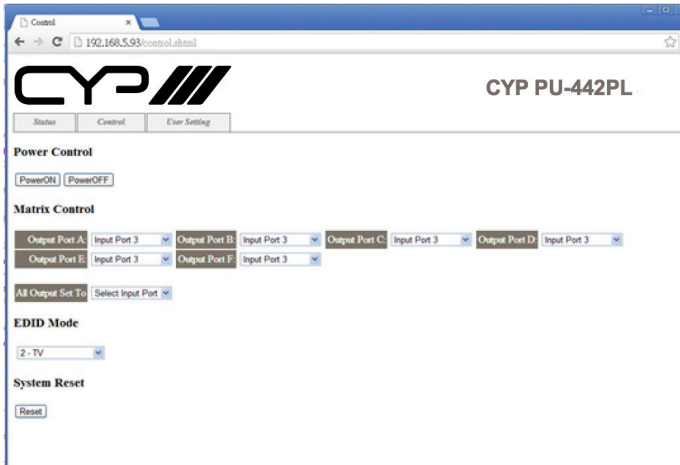 Control ×
192.168.5.93/control.shtml
CYP
CYP PU-442PL
Status Control User Setting
Power Control
PowerON PowerOFF
Matrix Control
Output Port A: Input Port 3 Output Port B: Input Port 3 Output Port C: Input Port 3 Output Port D: Input Port 3
Output Port E: Input Port 3 Output Port F: Input Port 3
All Output Set To Select Input Port
EDID Mode
2 - TV
System Reset
Reset